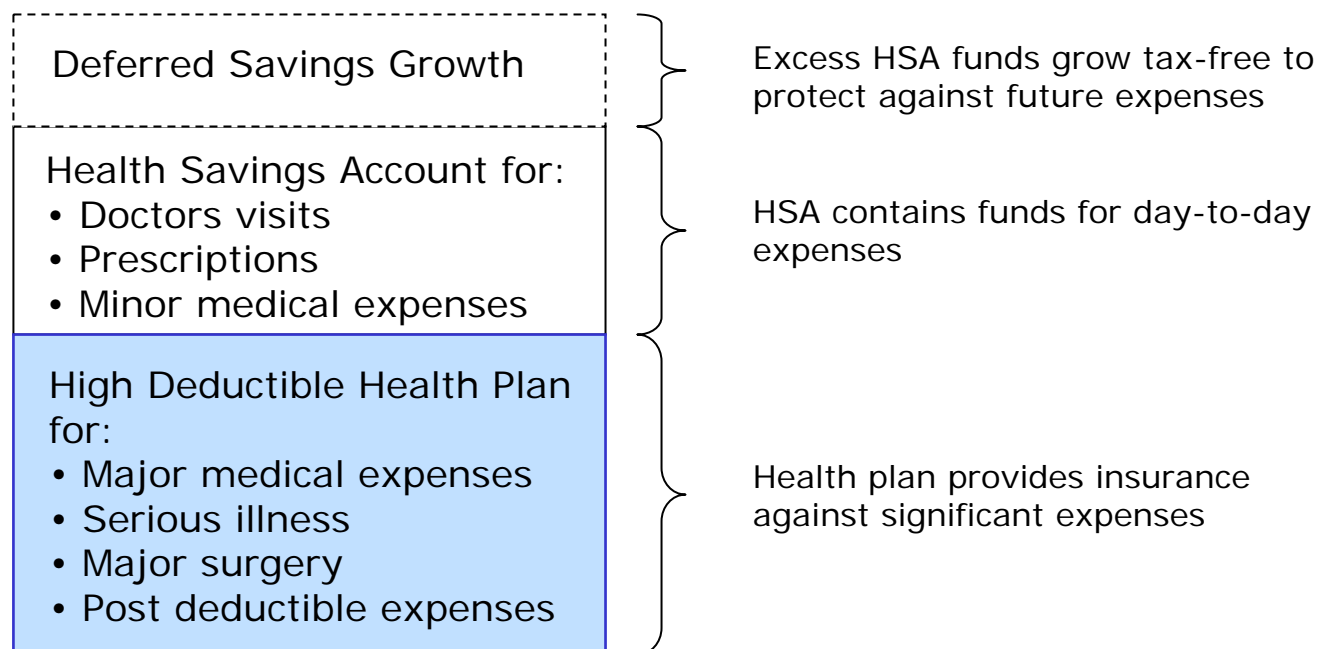 Deferred Savings Growth
Excess HSA funds grow tax-free to
protect against future expenses
Health Savings Account for:
• Doctors visits
• Prescriptions
• Minor medical expenses
HSA contains funds for day-to-day
expenses
High Deductible Health Plan
for:
• Major medical expenses
• Serious illness
• Major surgery
• Post deductible expenses
Health plan provides insurance
against significant expenses